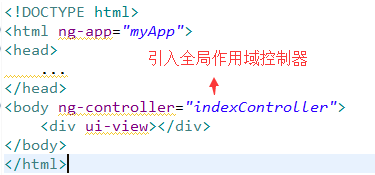 <!DOCTYPE html>
<html ng-app="myApp">
<head>
引入全局作用域控制器
...
</head>
<body ng-controller="indexController">
<div ui-view></div>
</body>
</html>